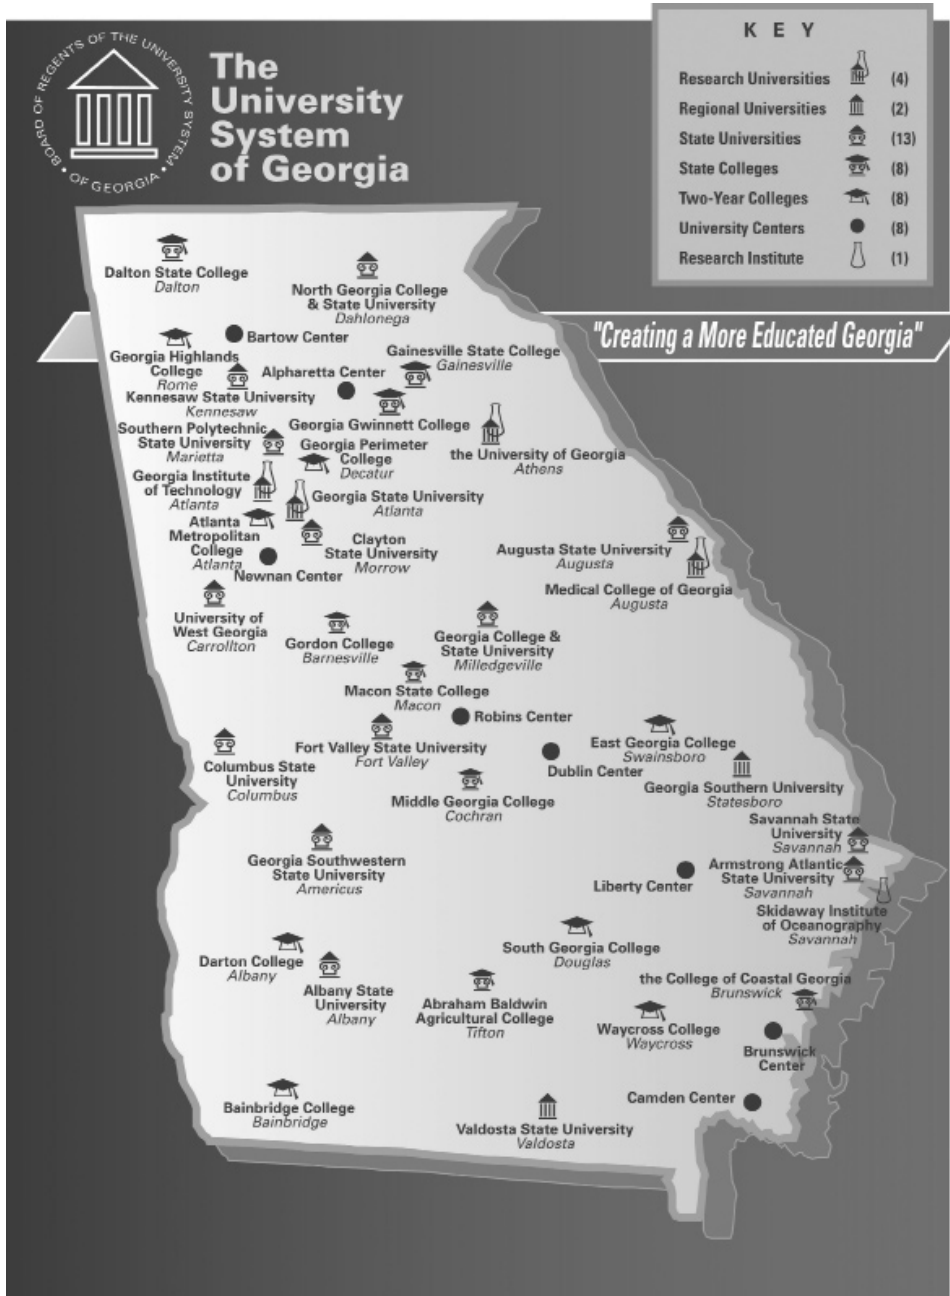 BOARD OF REGENTS OF THE UNIVERSITY SYSTEM
• OF GEORGIA •
The
University
System
of Georgia
K E Y
Research Universities (4)
Regional Universities (2)
State Universities (13)
State Colleges (8)
Two-Year Colleges (8)
University Centers (8)
Research Institute (1)
"Creating a More Educated Georgia"
Dalton State College
Dalton
North Georgia College
& State University
Dahlonega
Bartow Center
Georgia Highlands
College
Rome
Gainesville State College
Gainesville
Alpharetta Center
Kennesaw State University
Kennesaw
Georgia Gwinnett College
Southern Polytechnic
State University
Marietta
Georgia Perimeter
College
Decatur
the University of Georgia
Athens
Georgia Institute
of Technology
Atlanta
Georgia State University
Atlanta
Atlanta
Metropolitan
College
Atlanta
Clayton
State University
Morrow
Newnan Center
Augusta State University
Augusta
Medical College of Georgia
Augusta
University of
West Georgia
Carrollton
Gordon College
Barnesville
Georgia College &
State University
Milledgeville
Macon State College
Macon
Robins Center
Fort Valley State University
Fort Valley
East Georgia College
Swainsboro
Dublin Center
Columbus State
University
Columbus
Middle Georgia College
Cochran
Georgia Southern University
Statesboro
Savannah State
University
Savannah
Georgia Southwestern
State University
Americus
Armstrong Atlantic
State University
Savannah
Liberty Center
Skidaway Institute
of Oceanography
Savannah
South Georgia College
Douglas
Darton College
Albany
Albany State
University
Albany
Abraham Baldwin
Agricultural College
Tifton
the College of Coastal Georgia
Brunswick
Waycross College
Waycross
Brunswick
Center
Camden Center
Bainbridge College
Bainbridge
Valdosta State University
Valdosta